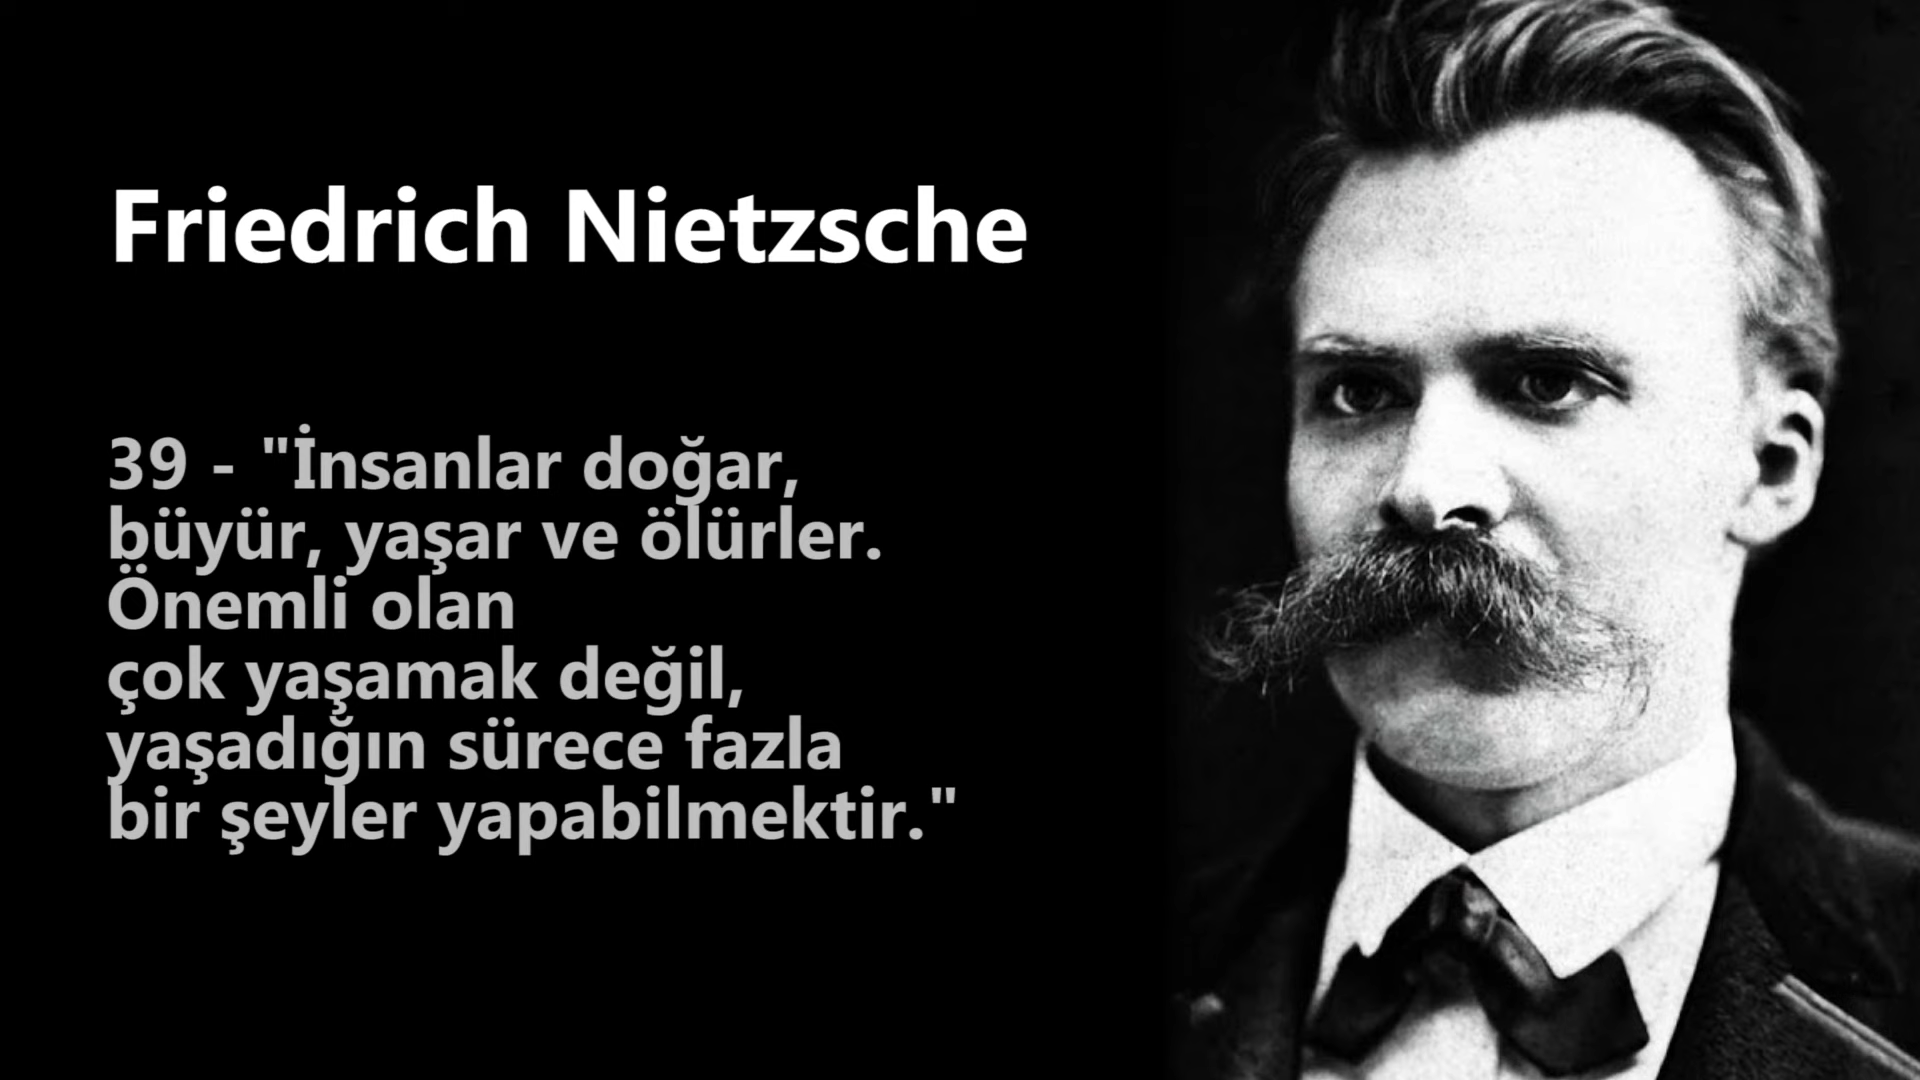 Friedrich Nietzsche
39 - "İnsanlar doğar,
büyür, yaşar ve ölürler.
Önemli olan
çok yaşamak değil,
yaşadığın sürece fazla
bir şeyler yapabilmektir."